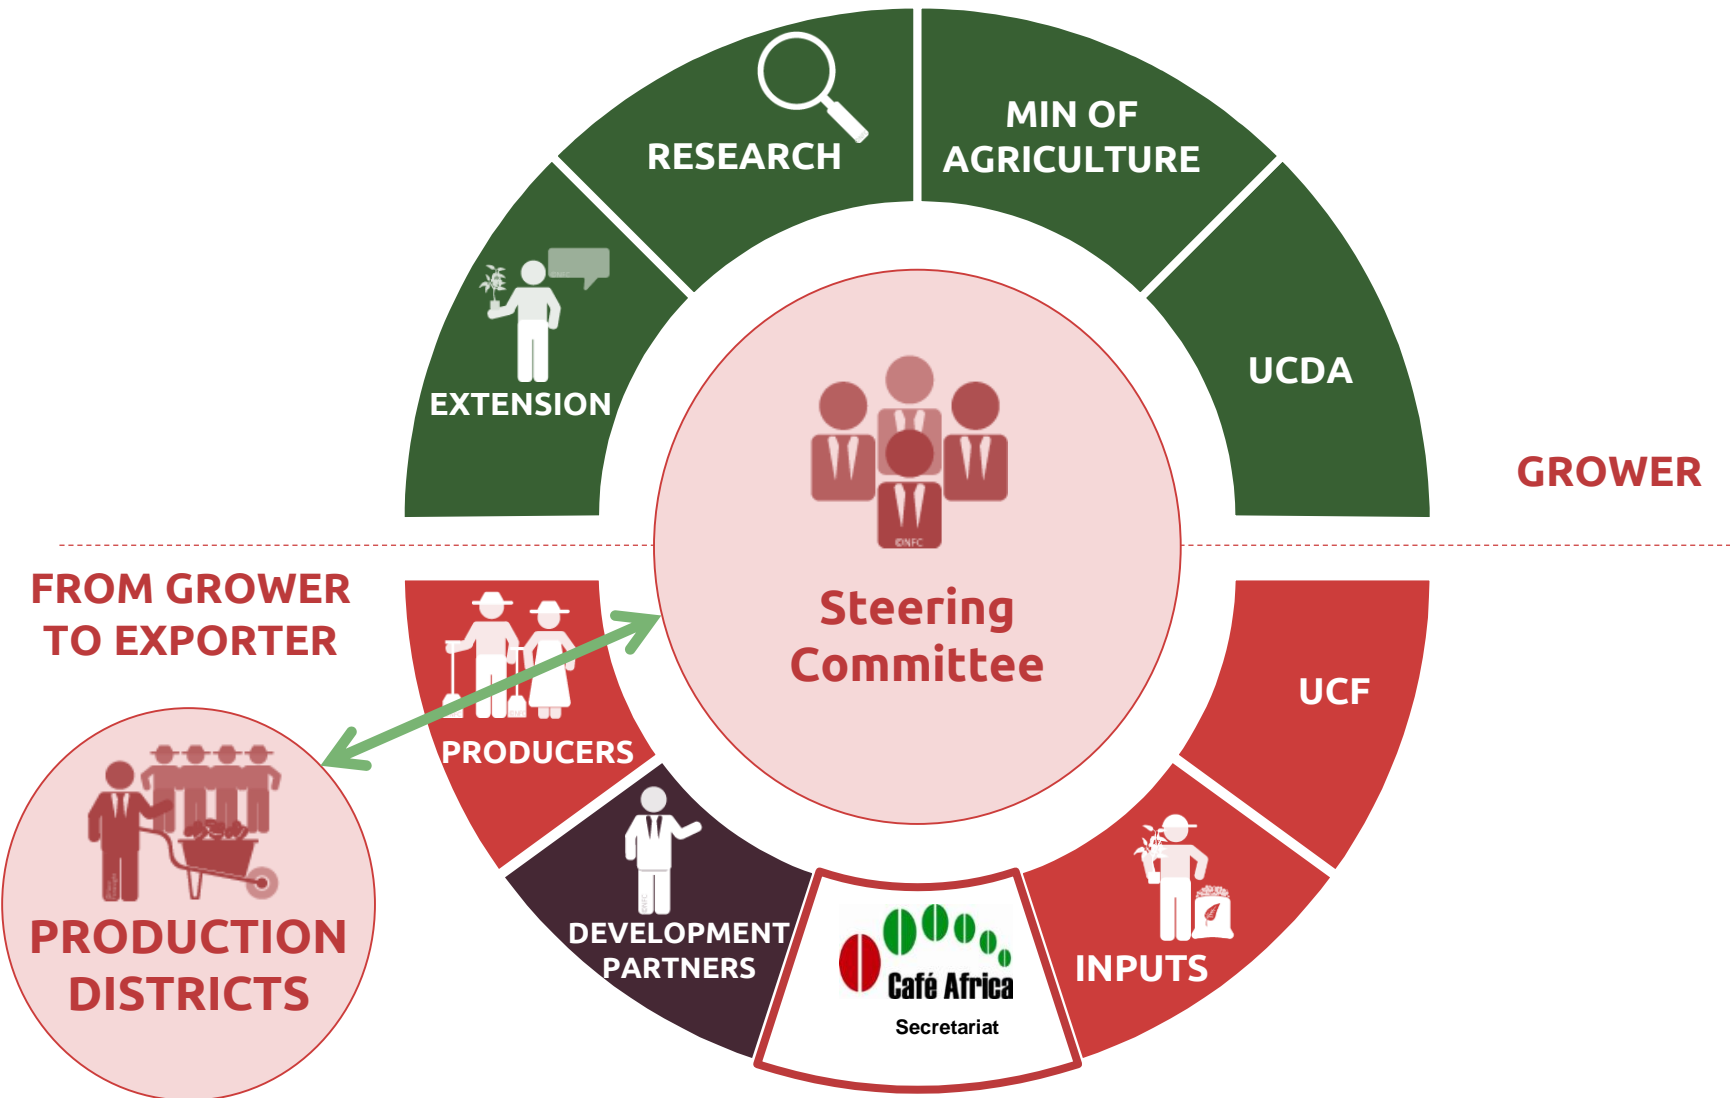 RESEARCH
MIN OF
AGRICULTURE
EXTENSION
UCDA
GROWER
©NFC
Steering
Committee
FROM GROWER
TO EXPORTER
PRODUCERS
UCF
PRODUCTION
DISTRICTS
DEVELOPMENT
PARTNERS
Café Africa
Secretariat
INPUTS